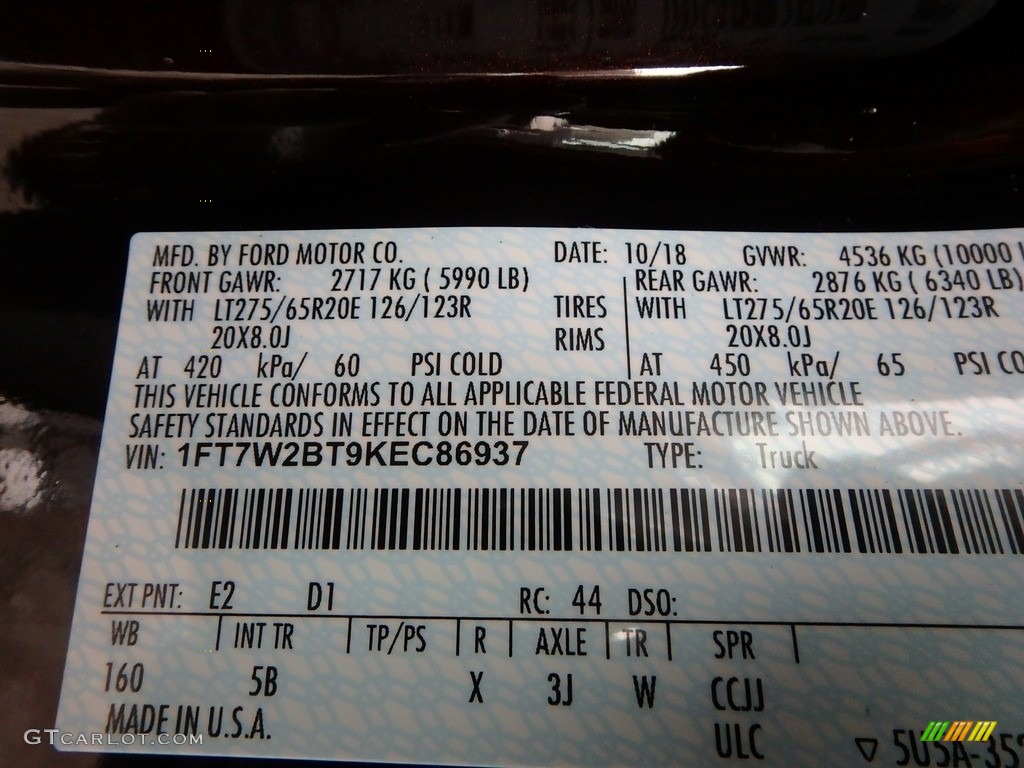 MFD. BY FORD MOTOR CO. DATE: 10/18 GVWR: 4536 KG (10000
FRONT GAWR: 2717 KG ( 5990 LB) REAR GAWR: 2876 KG ( 6340 LB)
WITH LT275/65R20E 126/123R TIRES WITH LT275/65R20E 126/123R
20X8.0J RIMS 20X8.0J
AT 420 kPa/ 60 PSI COLD AT 450 kPa/ 65 PSI CO
THIS VEHICLE CONFORMS TO ALL APPLICABLE FEDERAL MOTOR VEHICLE
SAFETY STANDARDS IN EFFECT ON THE DATE OF MANUFACTURE SHOWN ABOVE.
VIN: 1FT7W2BT9KEC86937 TYPE: Truck
EXT PNT: E2 D1 RC: 44 DSO:
WB INT TR TP/PS R AXLE TR SPR
160 5B X 3J W CCJJ
MADE IN U.S.A. ULC ▽ 5U5A-35
GTCARLOT.COM